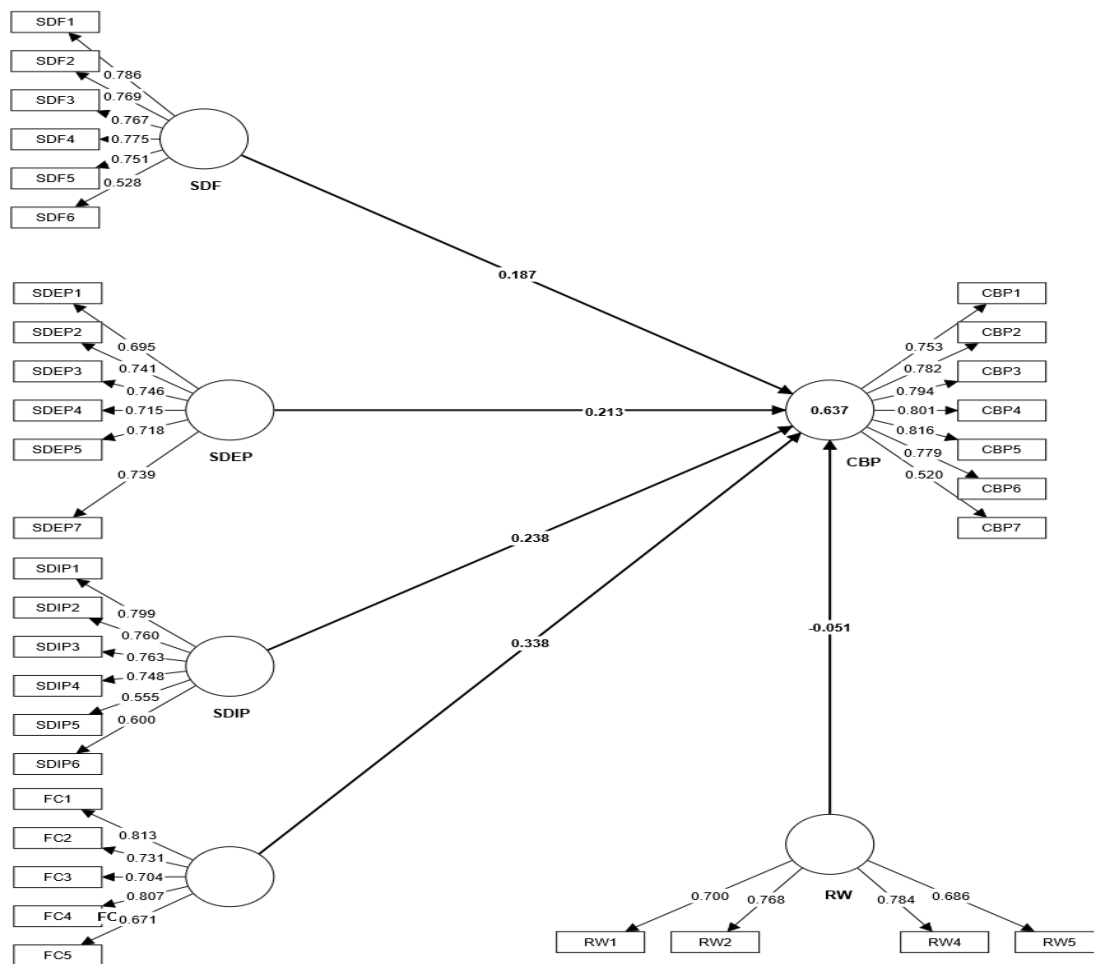 SDF1
SDF2
SDF3
SDF4
SDF5
SDF6
0.786
0.769
0.767
0.775
0.751
0.528
SDF
0.187
SDEP1
SDEP2
SDEP3
SDEP4
SDEP5
SDEP7
0.695
0.741
0.746
0.715
0.718
0.739
SDEP
0.213
CBP1
CBP2
CBP3
CBP4
CBP5
CBP6
CBP7
0.753
0.782
0.794
0.801
0.816
0.779
0.520
0.637
CBP
SDIP1
SDIP2
SDIP3
SDIP4
SDIP5
SDIP6
0.799
0.760
0.763
0.748
0.555
0.600
SDIP
0.238
0.338
-0.051
FC1
FC2
FC3
FC4
FC5
0.813
0.731
0.704
0.807
0.671
FC
RW
0.700
0.768
0.784
0.686
RW1
RW2
RW4
RW5